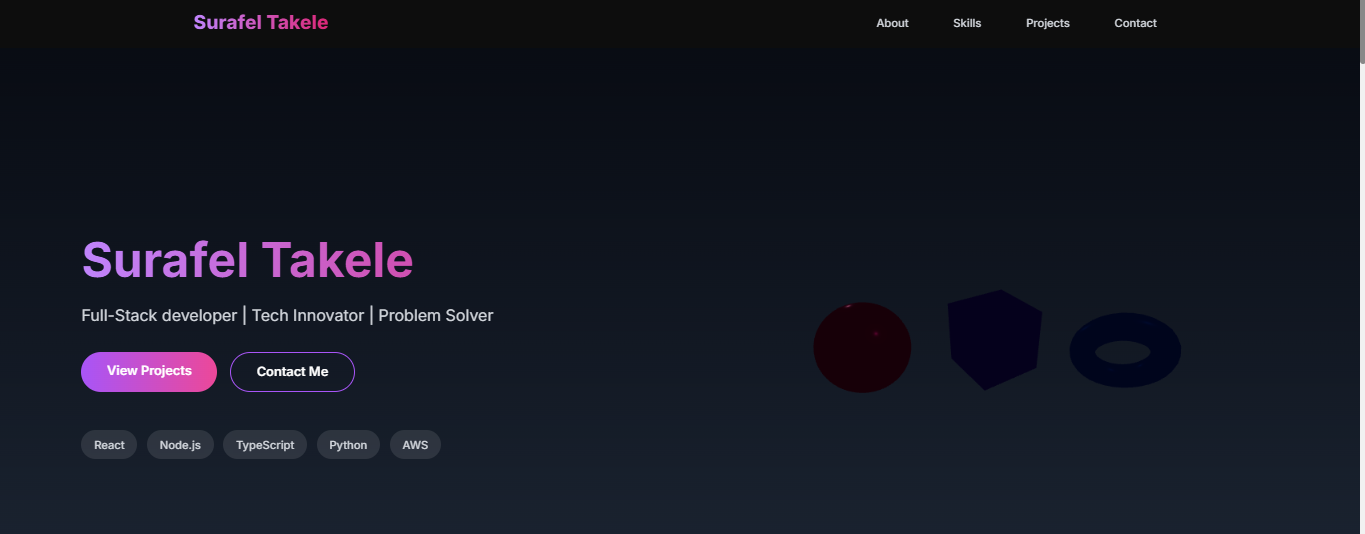 Surafel Takele
About Skills Projects Contact
Surafel Takele
Full-Stack developer | Tech Innovator | Problem Solver
View Projects Contact Me
React Node.js TypeScript Python AWS